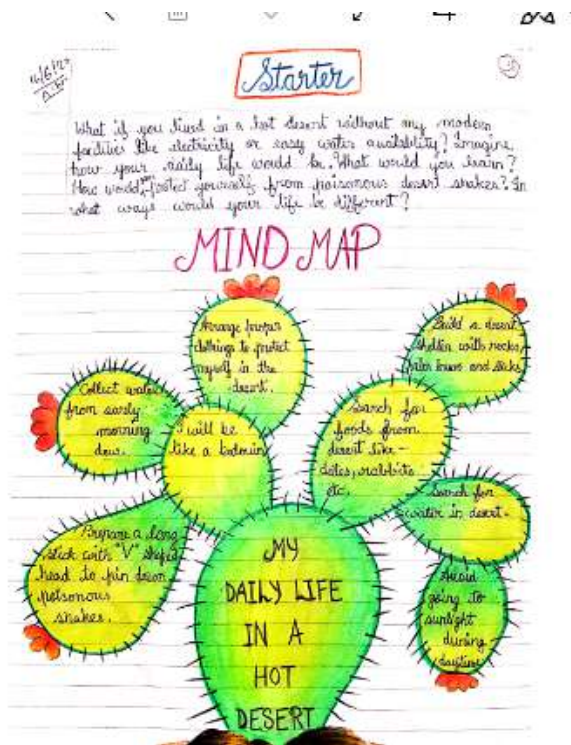 Starter
What if you lived in a hot desert without any modern
facilities like electricity or easy water availability? Imagine
how your daily life would be. What would you learn?
How would you protect yourself from poisonous desert snakes? In
what ways would your life be different?
MIND MAP
Arrange proper
clothings to protect
myself in the
desert.
Build a desert
shelter with rocks,
and sticks
Collect water
from early
morning
dew.
I will be
like a bedouin
Search for
foods from
desert like -
dates, rabbits
etc.
Search for
water in desert.
Prepare a long
stick with "V" shaped
head to pin down
poisonous
snakes.
Avoid
going to
sunlight
during
daytime
MY
DAILY LIFE
IN A
HOT
DESERT